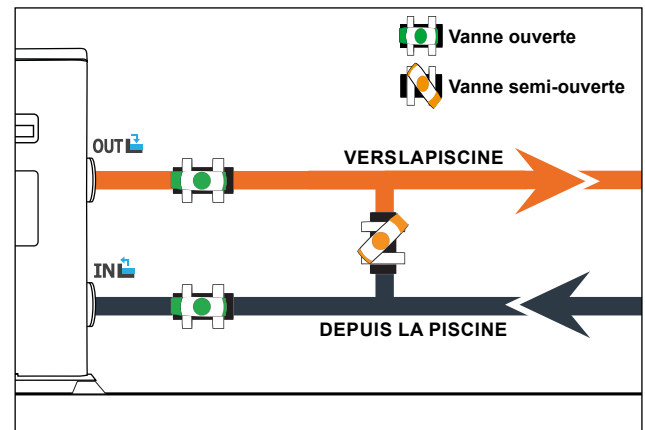 Vanne ouverte
Vanne semi-ouverte
OUT
VERSLAPISCINE
IN
DEPUIS LA PISCINE